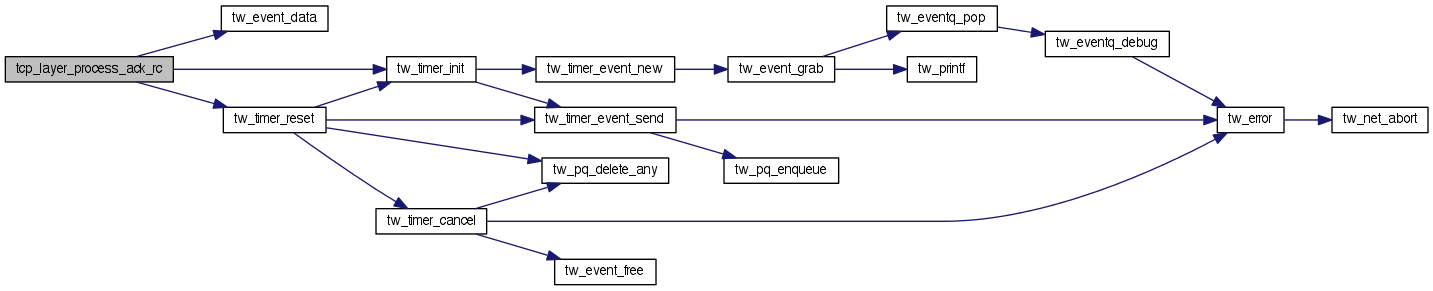 tw_event_data
tw_eventq_pop
tw_eventq_debug
tcp_layer_process_ack_rc
tw_timer_init
tw_timer_event_new
tw_event_grab
tw_printf
tw_timer_reset
tw_timer_event_send
tw_error
tw_net_abort
tw_pq_delete_any
tw_pq_enqueue
tw_timer_cancel
tw_event_free